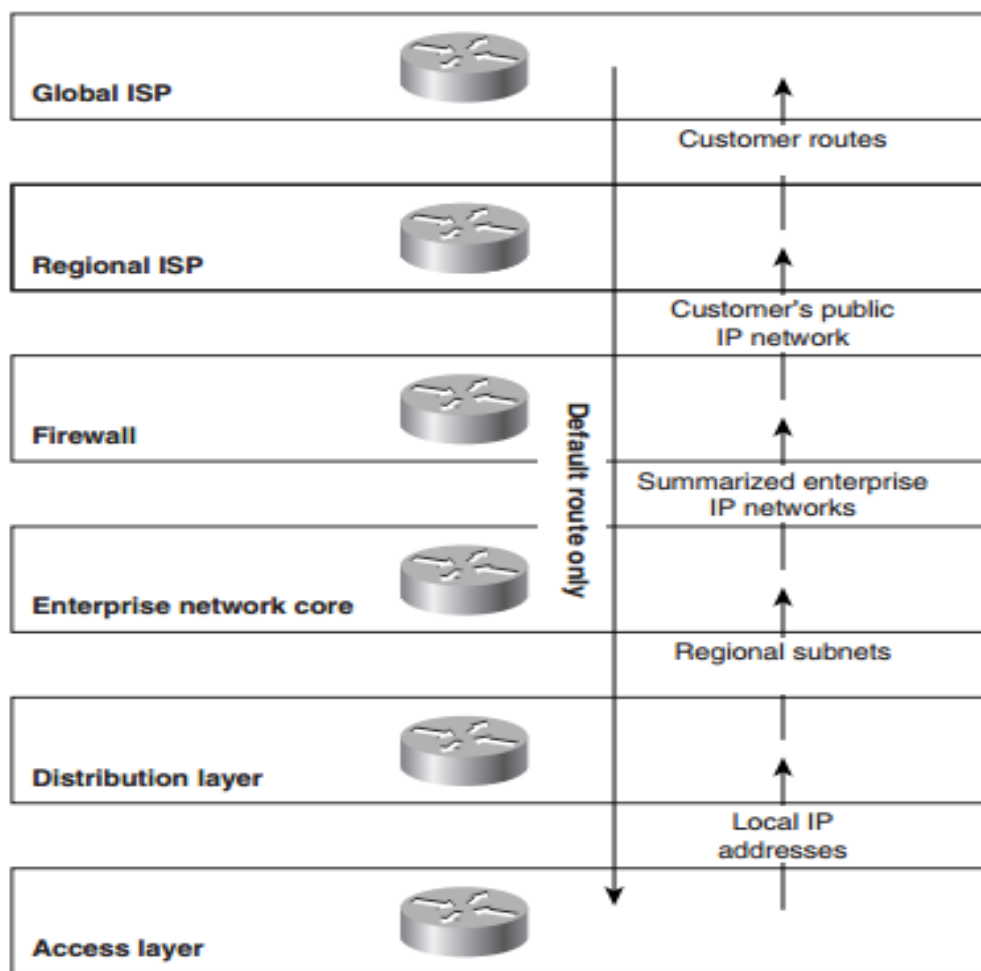 Global ISP
Customer routes
Regional ISP
Customer's public
IP network
Firewall
Default route only
Summarized enterprise
IP networks
Enterprise network core
Regional subnets
Distribution layer
Local IP
addresses
Access layer